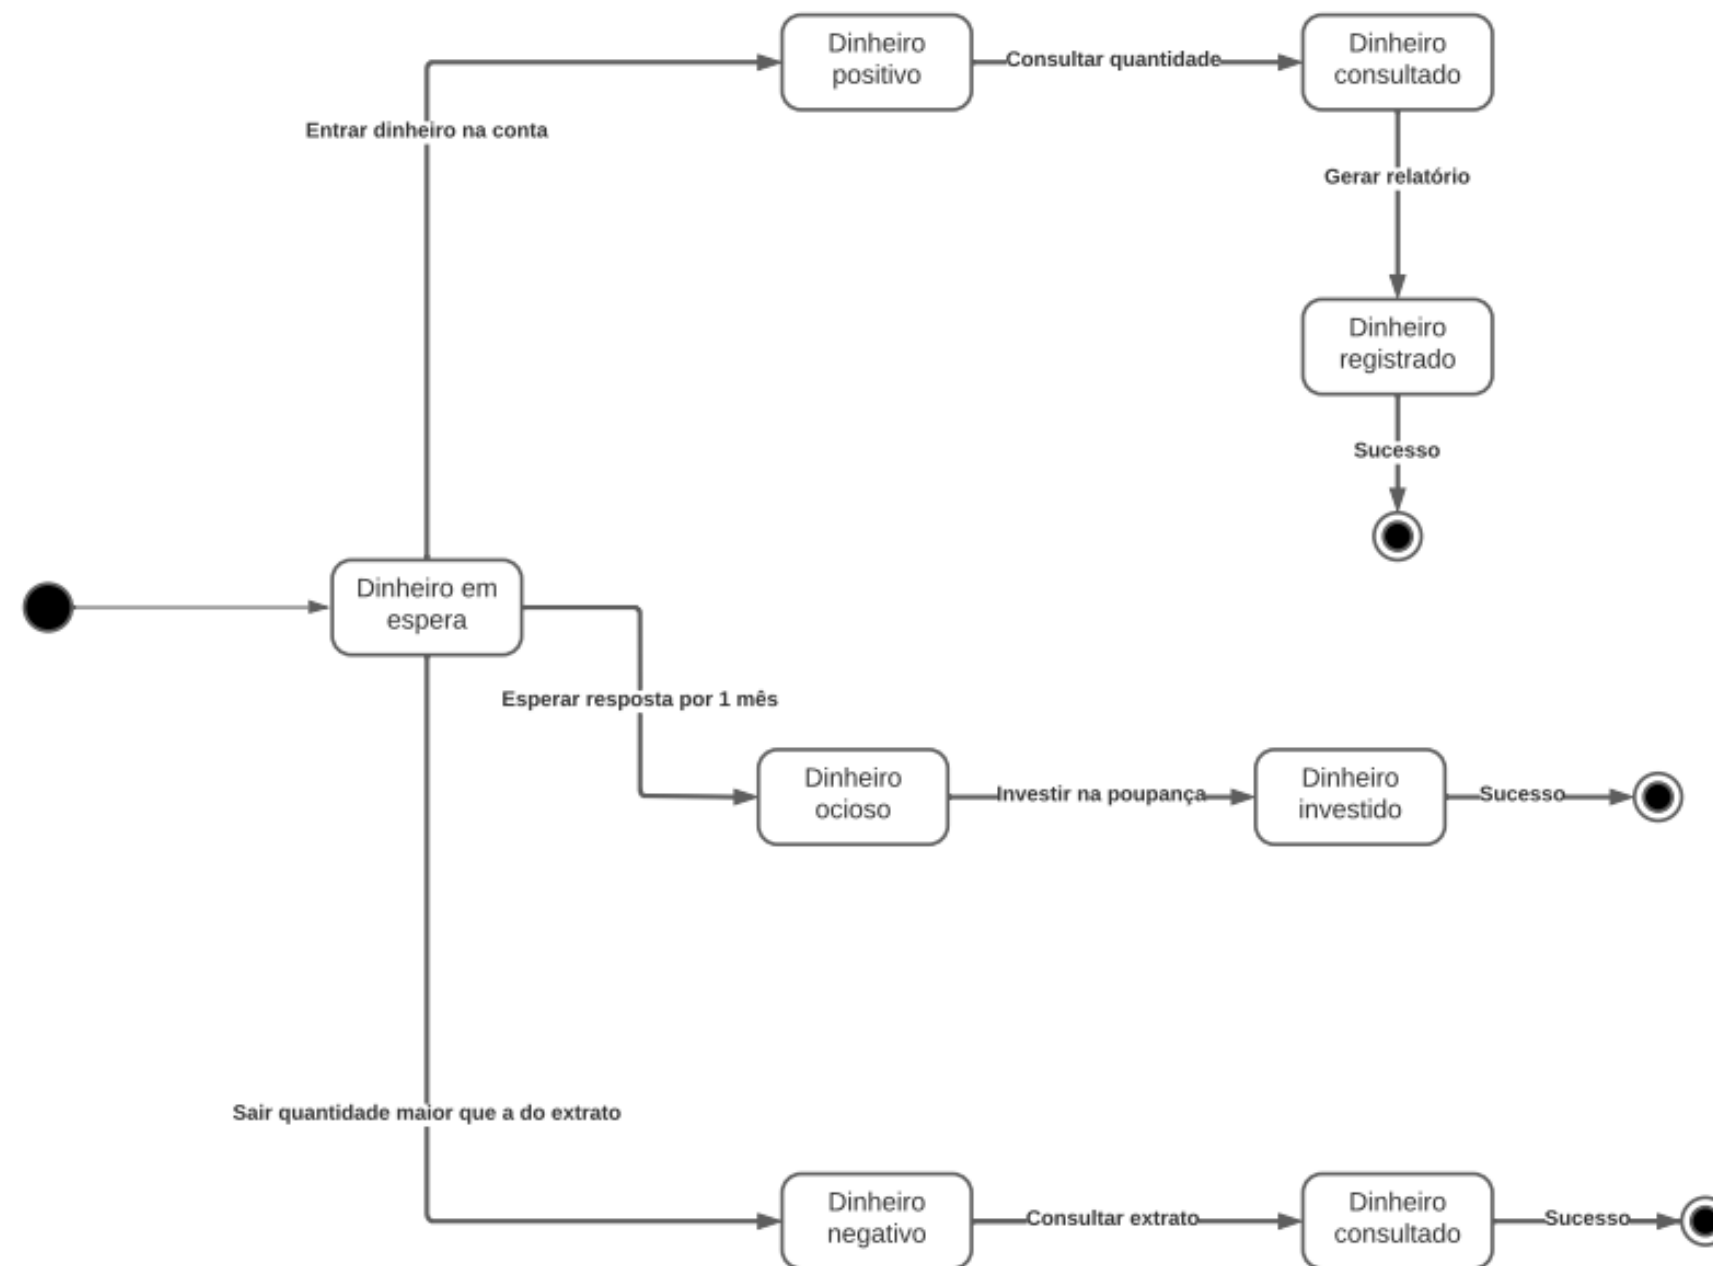 Dinheiro
positivo
Consultar quantidade
Dinheiro
consultado
Entrar dinheiro na conta
Gerar relatório
Dinheiro
registrado
Sucesso
Dinheiro em
espera
Esperar resposta por 1 mês
Dinheiro
ocioso
Investir na poupança
Dinheiro
investido
Sucesso
Sair quantidade maior que a do extrato
Dinheiro
negativo
Consultar extrato
Dinheiro
consultado
Sucesso